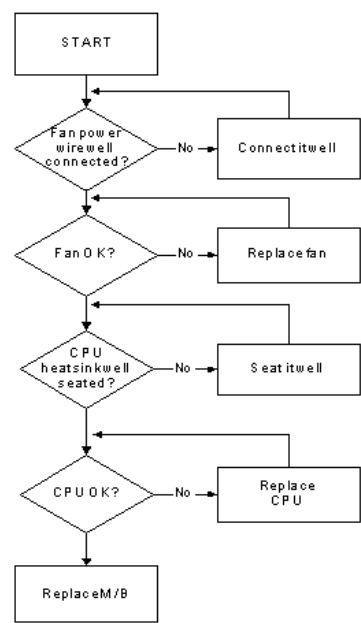 START
Fan power
wire well
connected?
No
Connect it well
Fan OK?
No
Replace fan
CPU
heatsink well
seated?
No
Seat it well
CPU OK?
No
Replace
CPU
Replace M/B